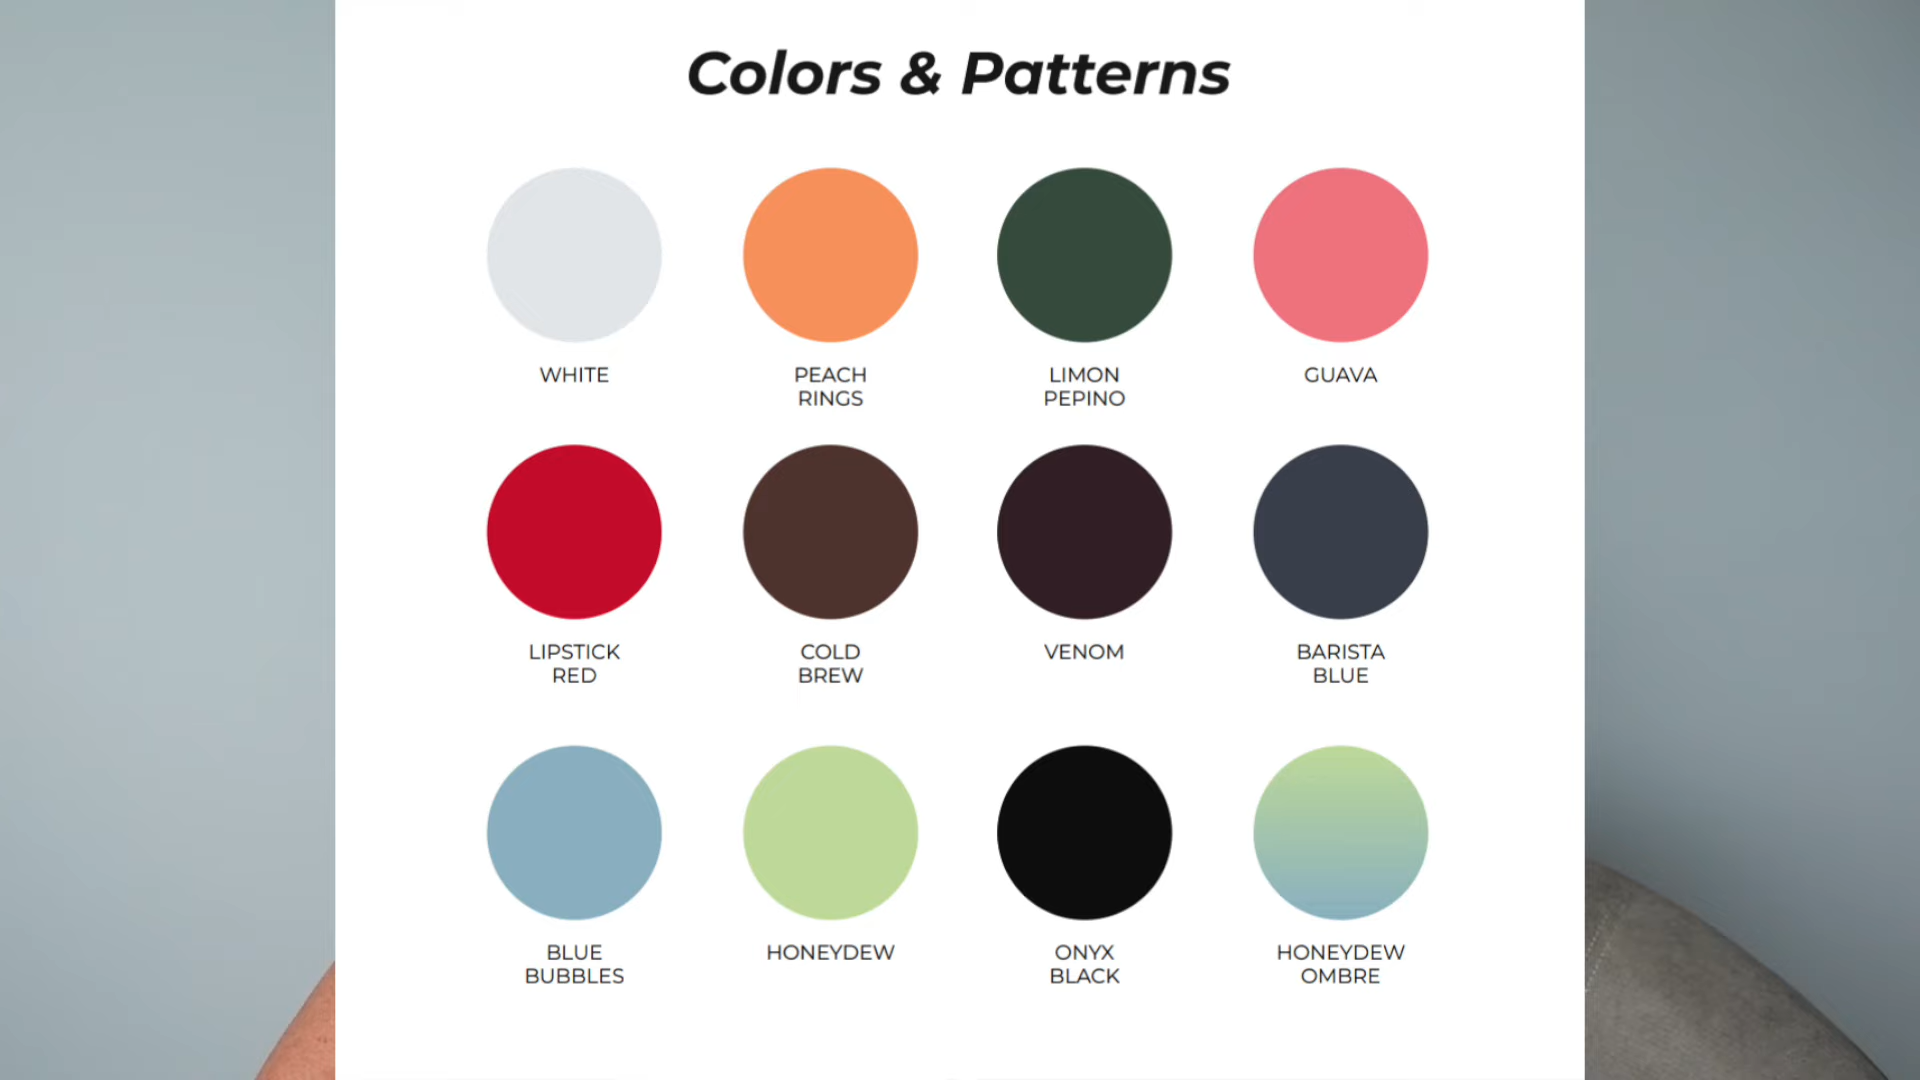 Colors & Patterns
WHITE
PEACH
RINGS
LIMON
PEPINO
GUAVA
LIPSTICK
RED
COLD
BREW
VENOM
BARISTA
BLUE
BLUE
BUBBLES
HONEYDEW
ONYX
BLACK
HONEYDEW
OMBRE